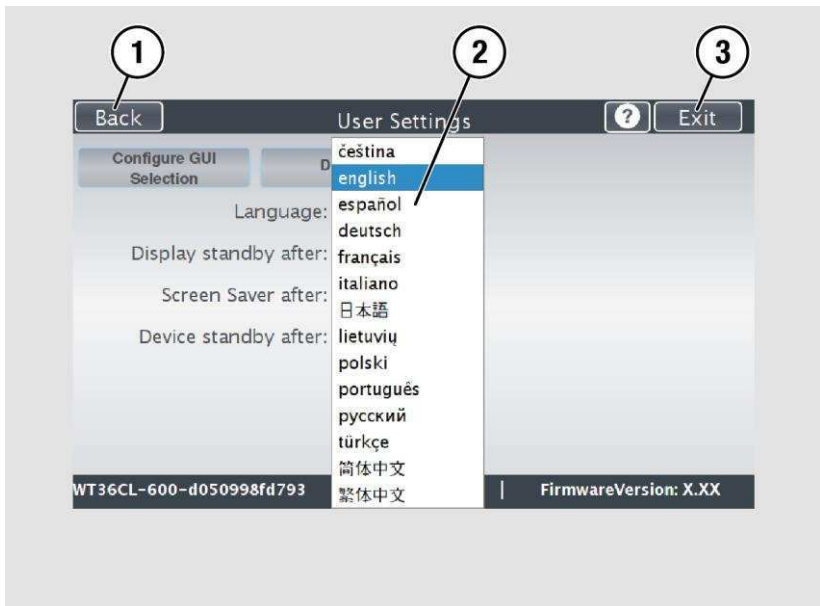 1
2
3
Back
User Settings
?
Exit
Configure GUI
Selection
D
Language:
Display standby after:
Screen Saver after:
Device standby after:
čeština
english
español
deutsch
français
italiano
日本語
lietuvių
polski
português
русский
türkçe
简体中文
繁体中文
WT36CL-600-d050998fd793
|
FirmwareVersion: X.XX